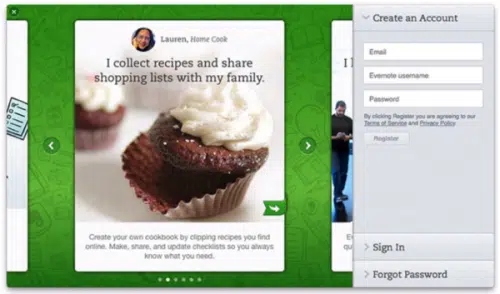 Lauren, Home Cook
I collect recipes and share
shopping lists with my family.
Create your own cookbook by clipping recipes you find
online. Make, share, and update checklists so you always
know what you need.
Create an Account
Email
Evernote username
Password
By clicking Register you are agreeing to our
Terms of Service and Privacy Policy.
Register
Sign In
Forgot Password